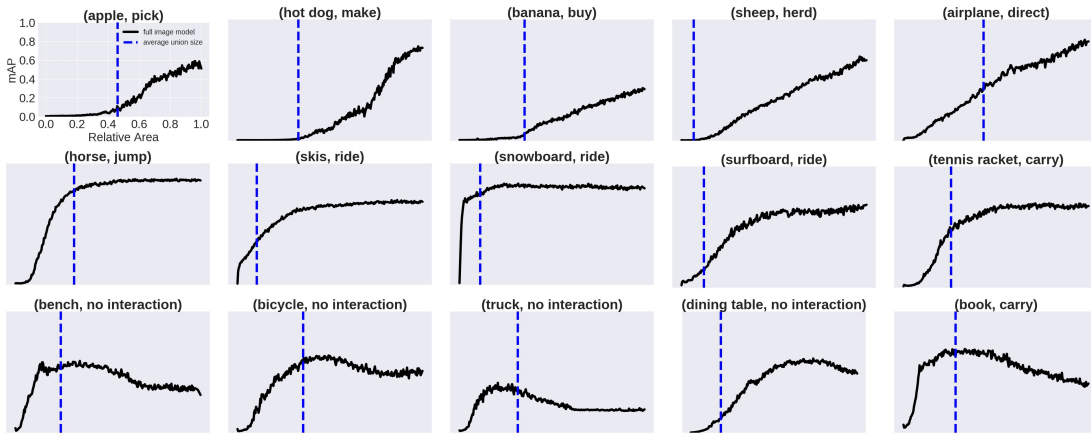 (apple, pick)
(hot dog, make)
(banana, buy)
(sheep, herd)
(airplane, direct)
full image model
average union size
mAP
1.0
0.8
0.6
0.4
0.2
0.0
0.0 0.2 0.4 0.6 0.8 1.0
Relative Area
(horse, jump)
(skis, ride)
(snowboard, ride)
(surfboard, ride)
(tennis racket, carry)
(bench, no interaction)
(bicycle, no interaction)
(truck, no interaction)
(dining table, no interaction)
(book, carry)